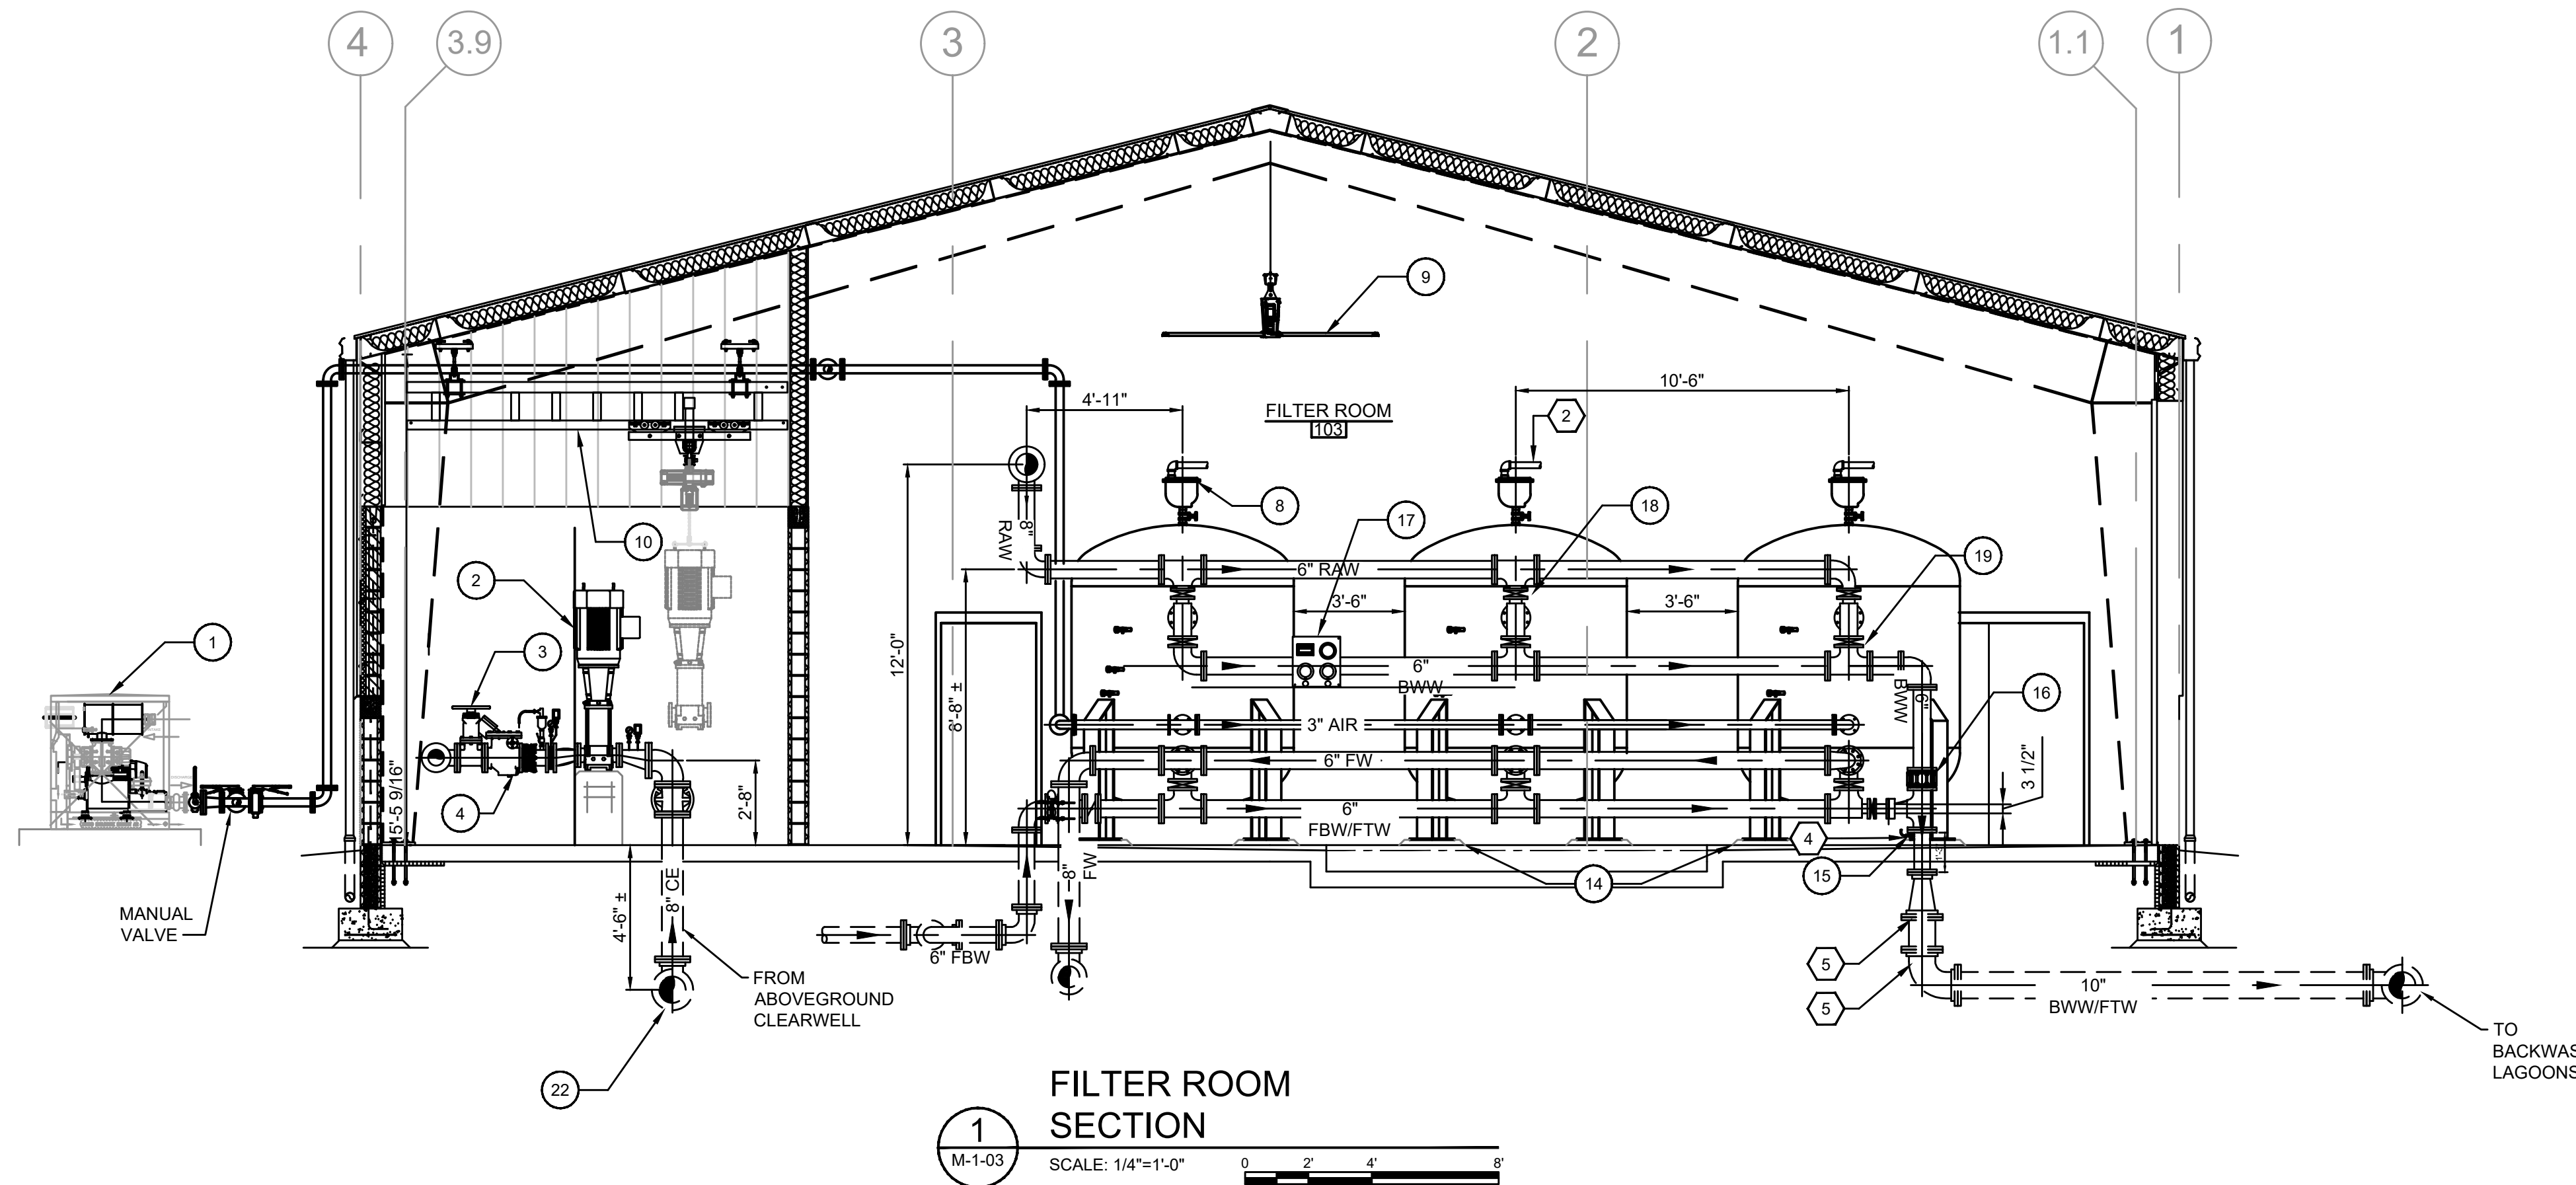 4
3.9
3
2
1.1
1
9
10'-6"
4'-11"
FILTER ROOM
103
2
8
17
18
10
8"
RAW
19
6" RAW
2
3'-6"
3'-6"
1
3
12'-0"
8'-8" ±
6"
BWW
6"
BWW
16
3" AIR
6" FW
3 1/2"
15'-5 9/16"
4
2'-8"
6"
FBW/FTW
4
15
14
8"
FW
8" CE
4'-6" ±
MANUAL
VALVE
6" FBW
5
5
FROM
ABOVEGROUND
CLEARWELL
10"
BWW/FTW
TO
BACKWAS
LAGOONS
22
FILTER ROOM
SECTION
1
M-1-03
SCALE: 1/4"=1'-0"
0 2' 4' 8'